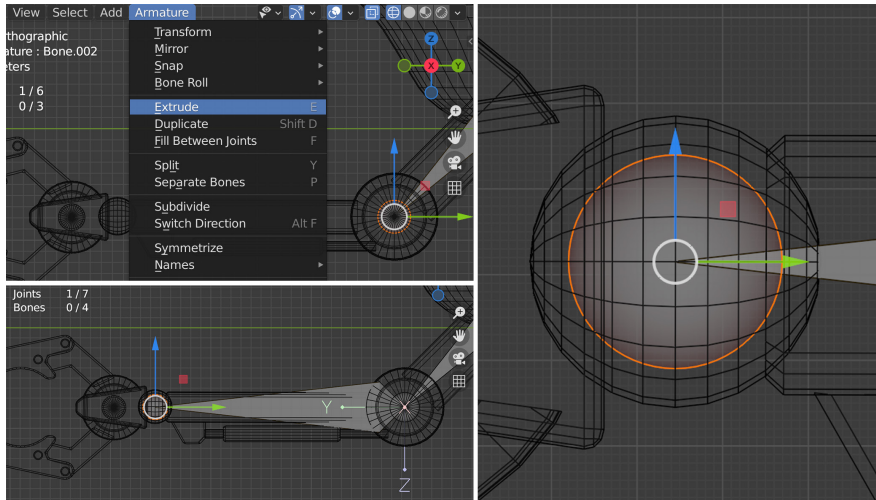 View Select Add Armature
thographic
ature : Bone.002
eters
1/6
0/3
Transform
Mirror
Snap
Bone Roll
Extrude E
Duplicate Shift D
Fill Between Joints F
Split Y
Separate Bones P
Subdivide
Switch Direction Alt F
Symmetrize
Names
Z
X
Y
Joints 1/7
Bones 0/4
Y
Z